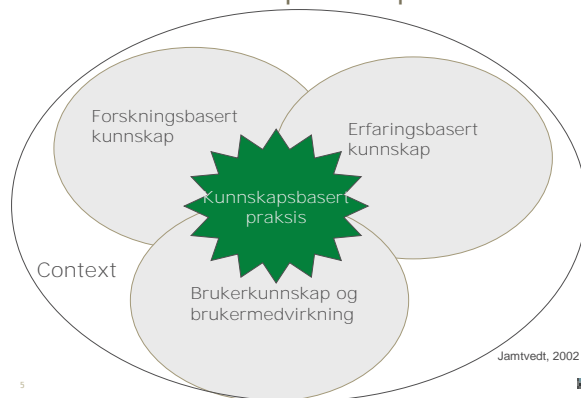 Forskningsbasert
kunnskap
Erfaringsbasert
kunnskap
Kunnskapsbasert
praksis
Context
Brukerkunnskap og
brukermedvirkning
Jamtvedt, 2002
5